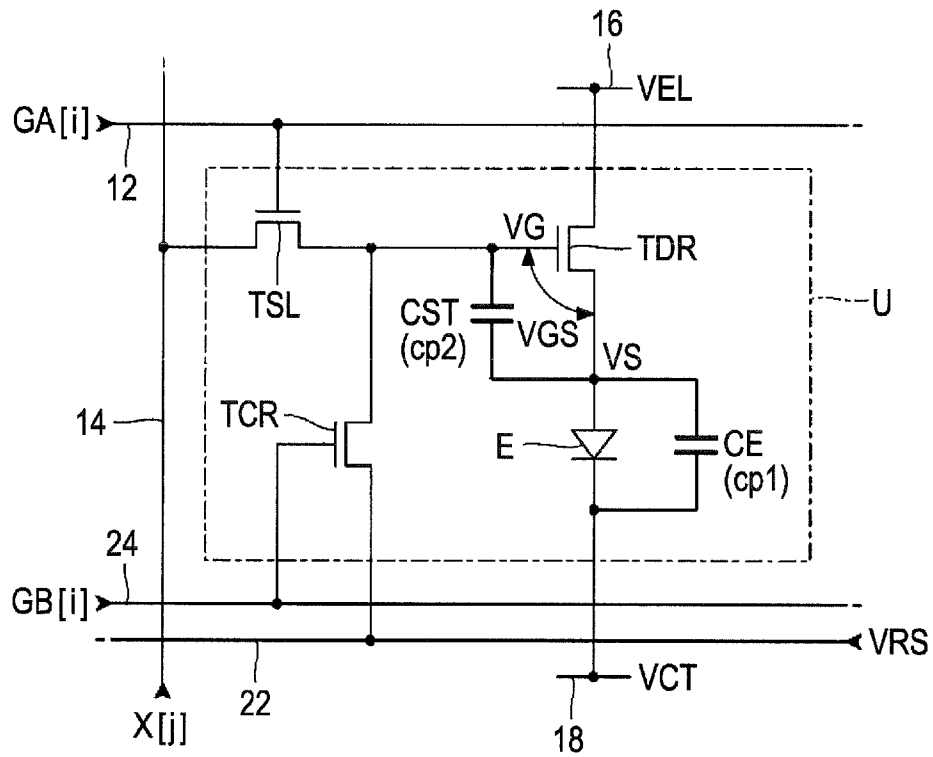 16
VEL
GA[i]
12
VG
TDR
TSL
U
CST
(cp2)
VGS
VS
TCR
14
E
CE
(cp1)
24
GB[i]
VRS
22
VCT
X[j]
18